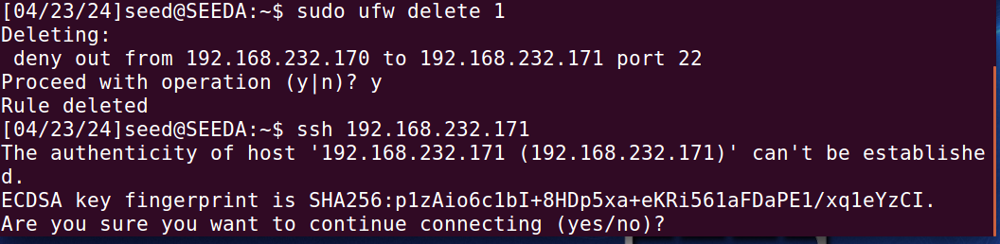 [04/23/24]seed@SEEDA:~$ sudo ufw delete 1
Deleting:
 deny out from 192.168.232.170 to 192.168.232.171 port 22
Proceed with operation (y|n)? y
Rule deleted
[04/23/24]seed@SEEDA:~$ ssh 192.168.232.171
The authenticity of host '192.168.232.171 (192.168.232.171)' can't be establishe
d.
ECDSA key fingerprint is SHA256:p1zAio6c1bI+8HDp5xa+eKRi561aFDaPE1/xq1eYzCI.
Are you sure you want to continue connecting (yes/no)?